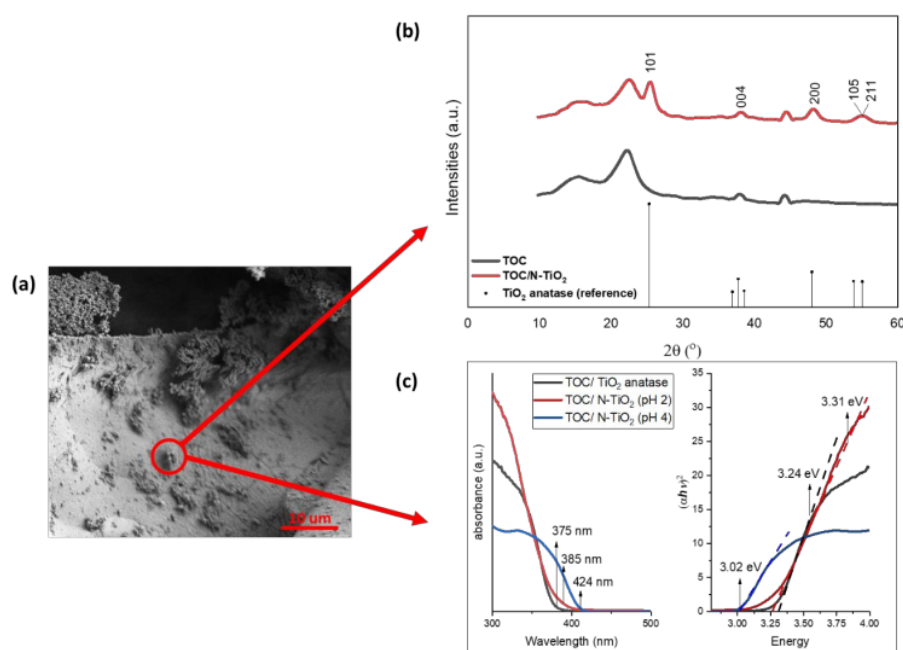 (b)
101
004
200
105
211
Intensities (a.u.)
TOC
TOC/N-TiO₂
TiO₂ anatase (reference)
0
10
20
30
40
50
60
2θ (°)
(a)
10 um
(c)
TOC/ TiO₂ anatase
TOC/ N-TiO₂ (pH 2)
TOC/ N-TiO₂ (pH 4)
absorbance (a.u.)
375 nm
385 nm
424 nm
300
400
500
Wavelength (nm)
(αhν)²
35
30
25
20
15
10
5
0
3.31 eV
3.24 eV
3.02 eV
3.00
3.25
3.50
3.75
4.00
Energy